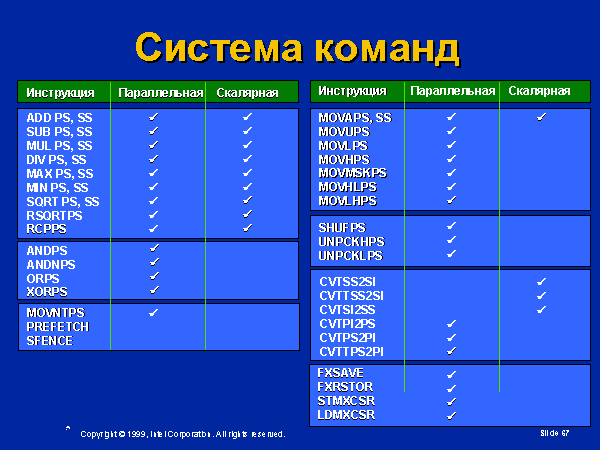 Система команд
Инструкция Параллельная Скалярная
ADD PS, SS ✓ ✓
SUB PS, SS ✓ ✓
MUL PS, SS ✓ ✓
DIV PS, SS ✓ ✓
MAX PS, SS ✓ ✓
MIN PS, SS ✓ ✓
SQRT PS, SS ✓ ✓
RSQRTPS ✓ ✓
RCPPS ✓ ✓
ANDPS ✓
ANDNPS ✓
ORPS ✓
XORPS ✓
MOVNTPS ✓
PREFETCH
SFENCE
Инструкция Параллельная Скалярная
MOVAPS, SS ✓ ✓
MOVUPS ✓
MOVLPS ✓
MOVHPS ✓
MOVMSKPS ✓
MOVHLPS ✓
MOVLHPS ✓
SHUFPS ✓
UNPCKHPS ✓
UNPCKLPS ✓
CVTSS2SI ✓
CVTTSS2SI ✓
CVTSI2SS ✓
CVTPI2PS ✓
CVTPS2PI ✓
CVTTPS2PI ✓
FXSAVE ✓
FXRSTOR ✓
STMXCSR ✓
LDMXCSR ✓
* Copyright © 1999, Intel Corporation. All rights reserved.
Slide 67